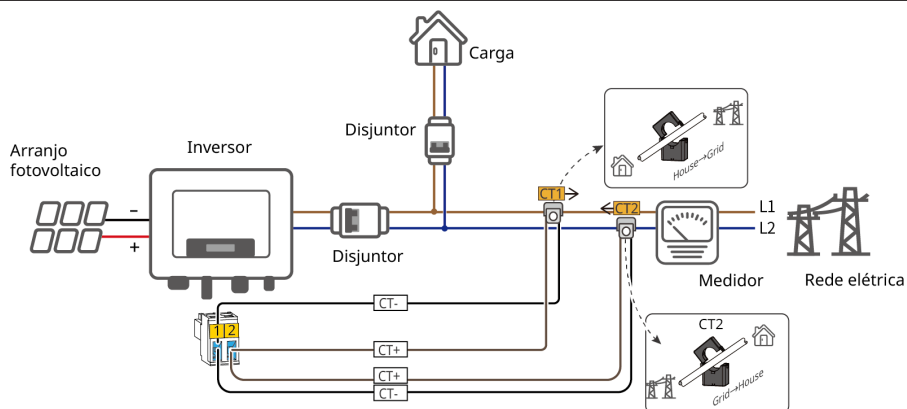 Carga
Disjuntor
House→Grid
Arranjo
fotovoltaico
Inversor
CT1
CT2
L1
L2
−
+
Disjuntor
Medidor
Rede elétrica
CT-
1 2
CT+
CT+
CT-
CT2
Grid→House